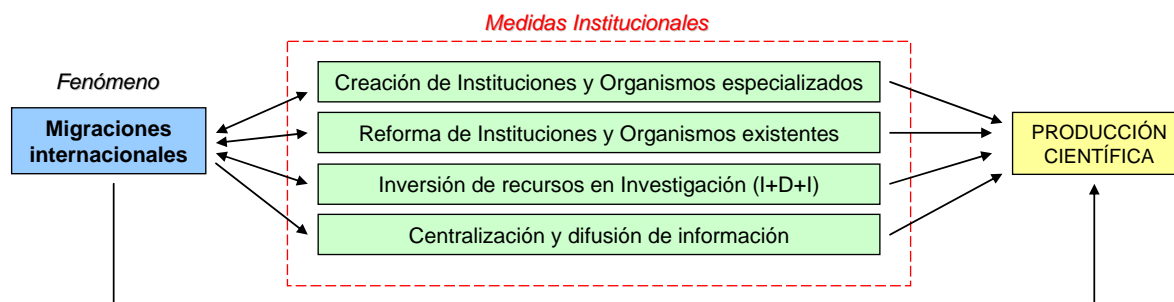 Medidas Institucionales
Fenómeno
Migraciones
internacionales
Creación de Instituciones y Organismos especializados
Reforma de Instituciones y Organismos existentes
Inversión de recursos en Investigación (I+D+I)
Centralización y difusión de información
PRODUCCIÓN
CIENTÍFICA